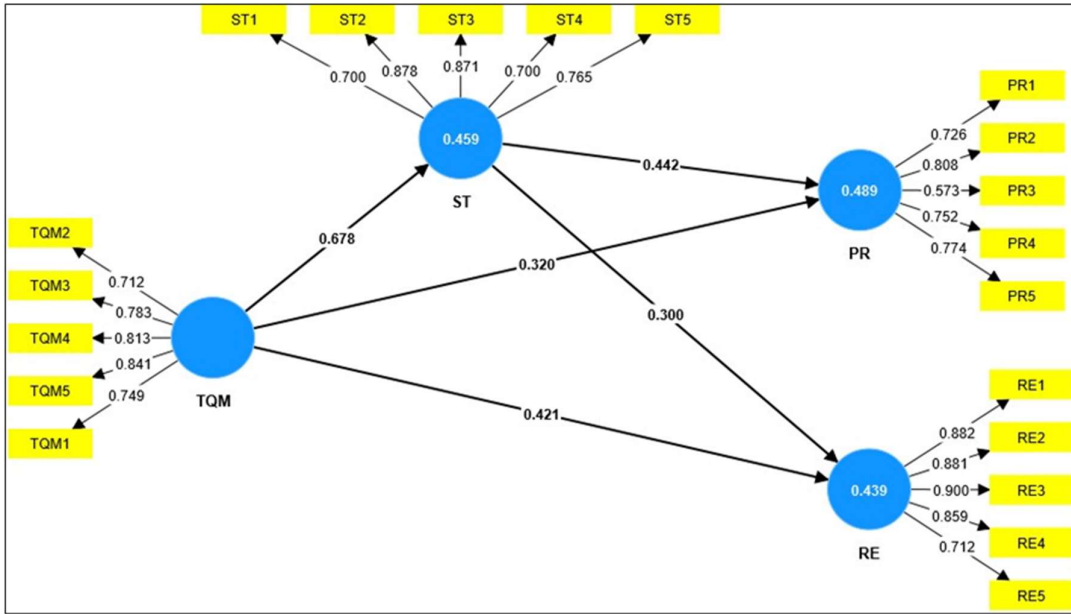 ST1 ST2 ST3 ST4 ST5
0.700 0.878 0.871 0.700 0.765
0.459
ST
PR1
PR2
PR3
PR4
PR5
0.726
0.808
0.573
0.752
0.774
0.489
PR
0.442
0.678
0.320
0.300
0.421
TQM2
TQM3
TQM4
TQM5
TQM1
0.712
0.783
0.813
0.841
0.749
TQM
RE1
RE2
RE3
RE4
RE5
0.882
0.881
0.900
0.859
0.712
0.439
RE